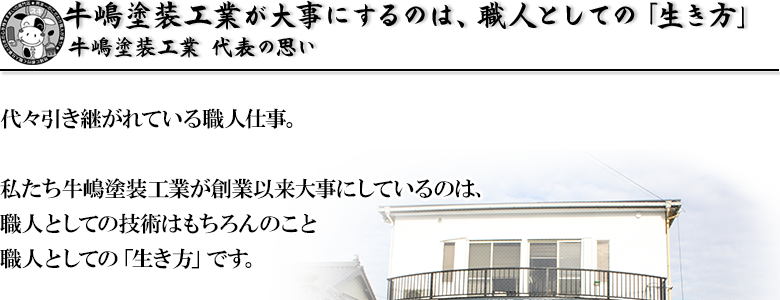 牛嶋塗装工業が大事にするのは、職人としての「生き方」
牛嶋塗装工業 代表の思い
代々引き継がれている職人仕事。
私たち牛嶋塗装工業が創業以来大事にしているのは、
職人としての技術はもちろんのこと
職人としての「生き方」です。